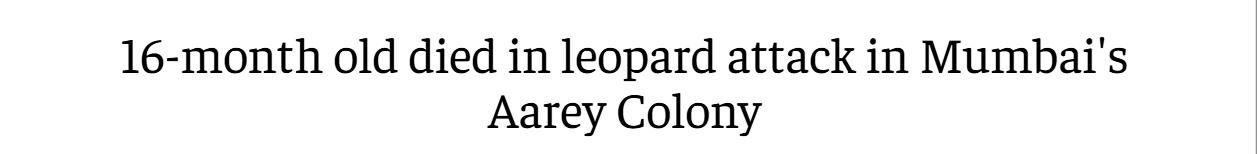 16-month old died in leopard attack in Mumbai's
Aarey Colony